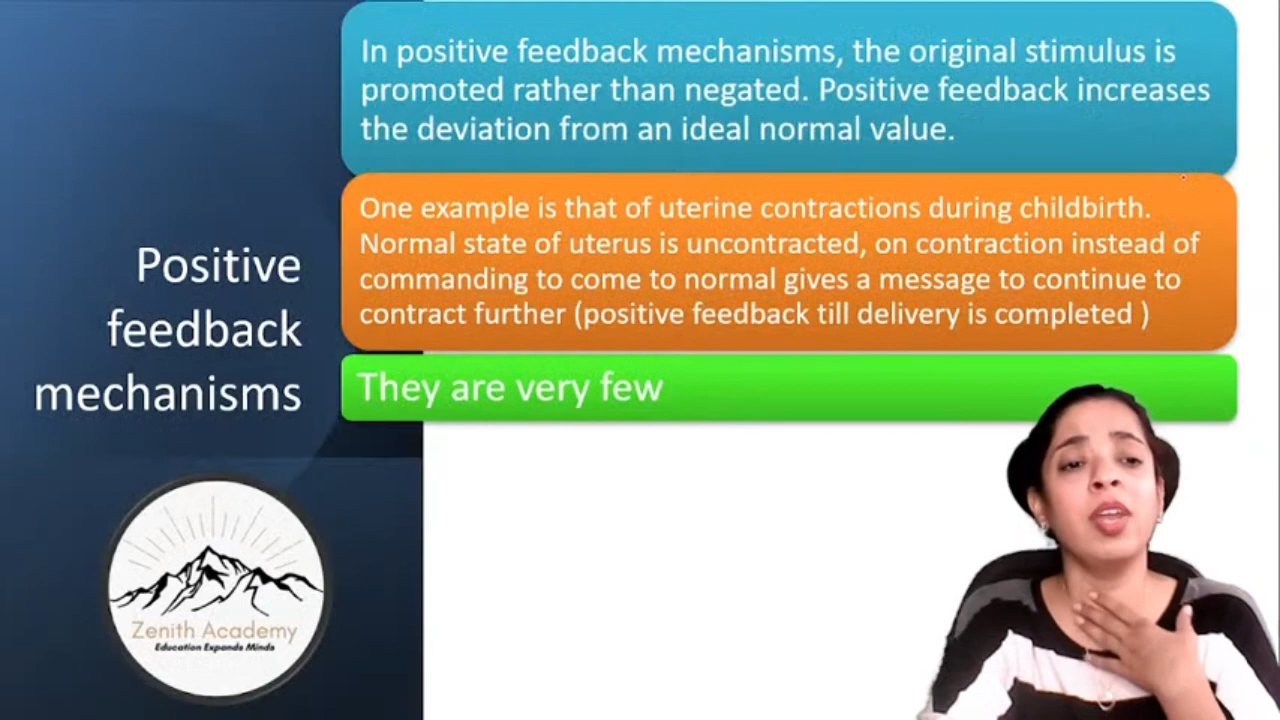 In positive feedback mechanisms, the original stimulus is
promoted rather than negated. Positive feedback increases
the deviation from an ideal normal value.
One example is that of uterine contractions during childbirth.
Normal state of uterus is uncontracted, on contraction instead of
commanding to come to normal gives a message to continue to
contract further (positive feedback till delivery is completed )
They are very few
Positive
feedback
mechanisms
Zenith Academy
Education Expands Minds